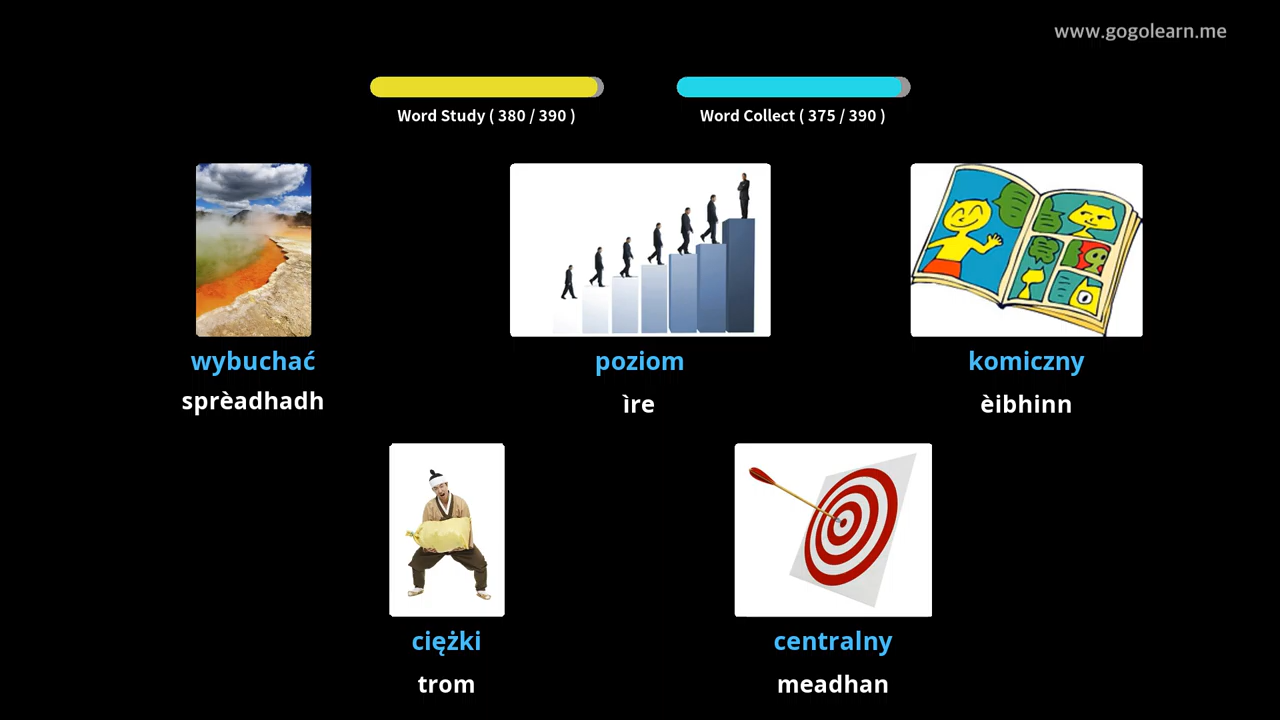 www.gogolearn.me
Word Study ( 380 / 390 )
Word Collect ( 375 / 390 )
wybuchać
sprèadhadh
poziom
ìre
komiczny
èibhinn
ciężki
trom
centralny
meadhan